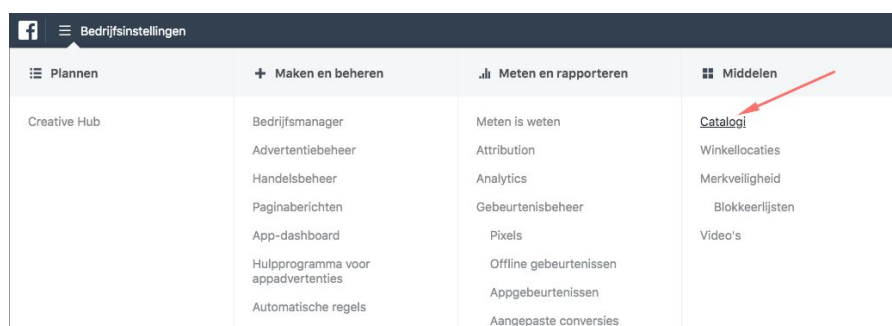 Bedrijfsinstellingen
Plannen
Creative Hub
Maken en beheren
Bedrijfsmanager
Advertentiebeheer
Handelsbeheer
Paginaberichten
App-dashboard
Hulpprogramma voor
appadvertenties
Automatische regels
Meten en rapporteren
Meten is weten
Attribution
Analytics
Gebeurtenisbeheer
Pixels
Offline gebeurtenissen
Appgebeurtenissen
Aangepaste conversies
Middelen
Catalogi
Winkellocaties
Merkveiligheid
Blokkeerlijsten
Video's